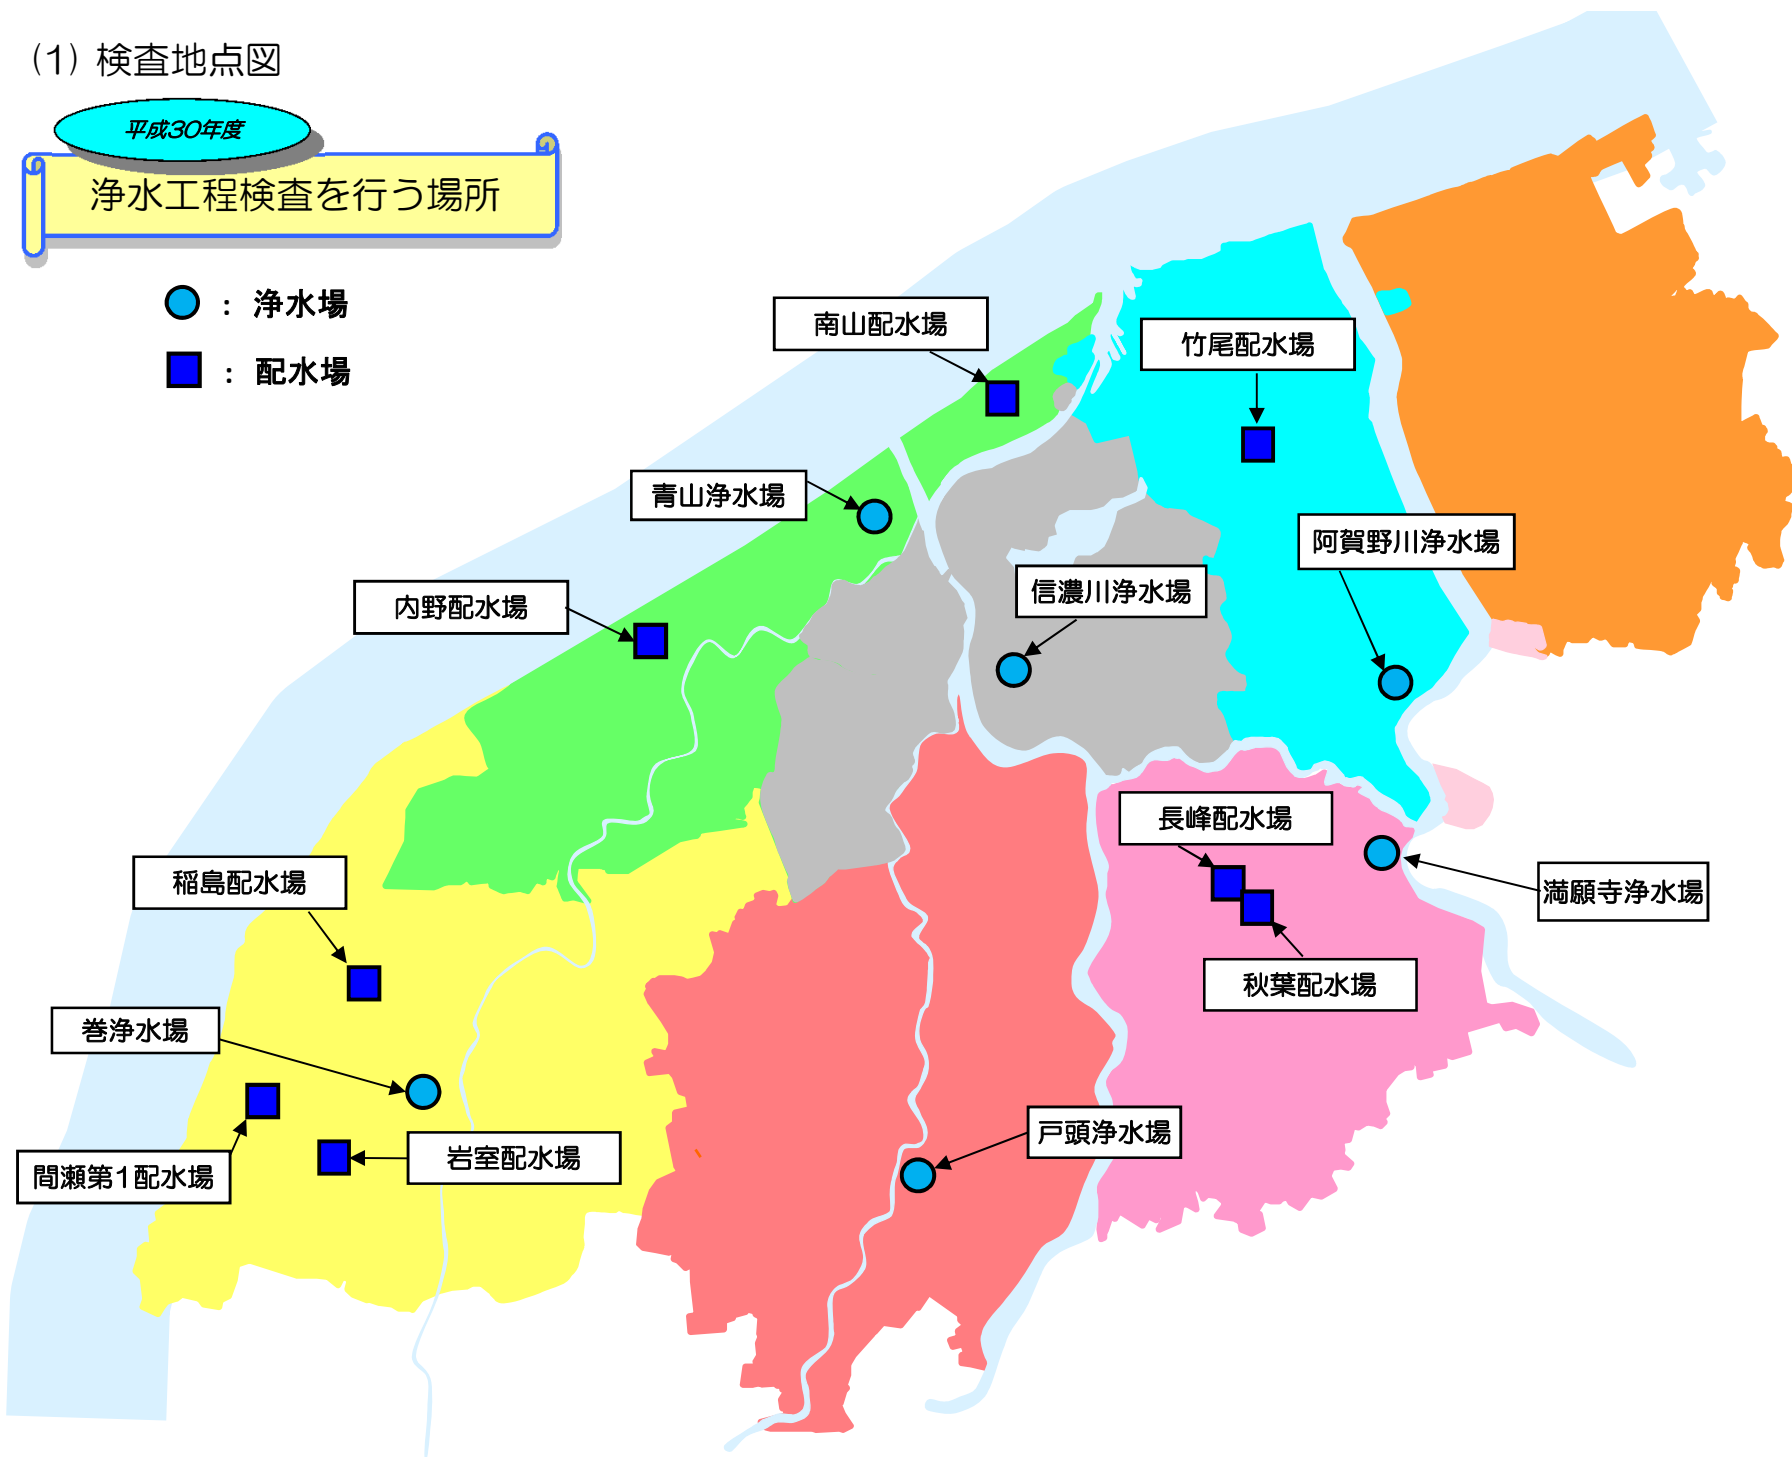 (1) 検査地点図
平成30年度
浄水工程検査を行う場所
： 浄水場
： 配水場
南山配水場
竹尾配水場
青山浄水場
阿賀野川浄水場
内野配水場
信濃川浄水場
長峰配水場
稲島配水場
満願寺浄水場
秋葉配水場
巻浄水場
戸頭浄水場
岩室配水場
間瀬第1配水場